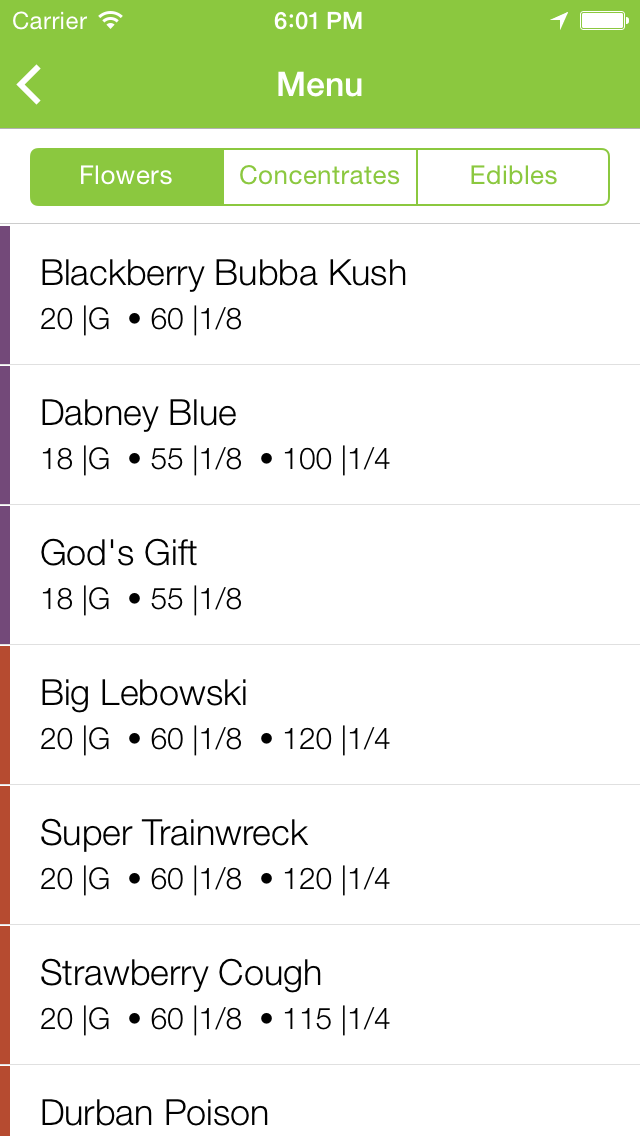 Carrier 6:01 PM
Menu
Flowers Concentrates Edibles
Blackberry Bubba Kush
20 |G • 60 |1/8
Dabney Blue
18 |G • 55 |1/8 • 100 |1/4
God's Gift
18 |G • 55 |1/8
Big Lebowski
20 |G • 60 |1/8 • 120 |1/4
Super Trainwreck
20 |G • 60 |1/8 • 120 |1/4
Strawberry Cough
20 |G • 60 |1/8 • 115 |1/4
Durban Poison